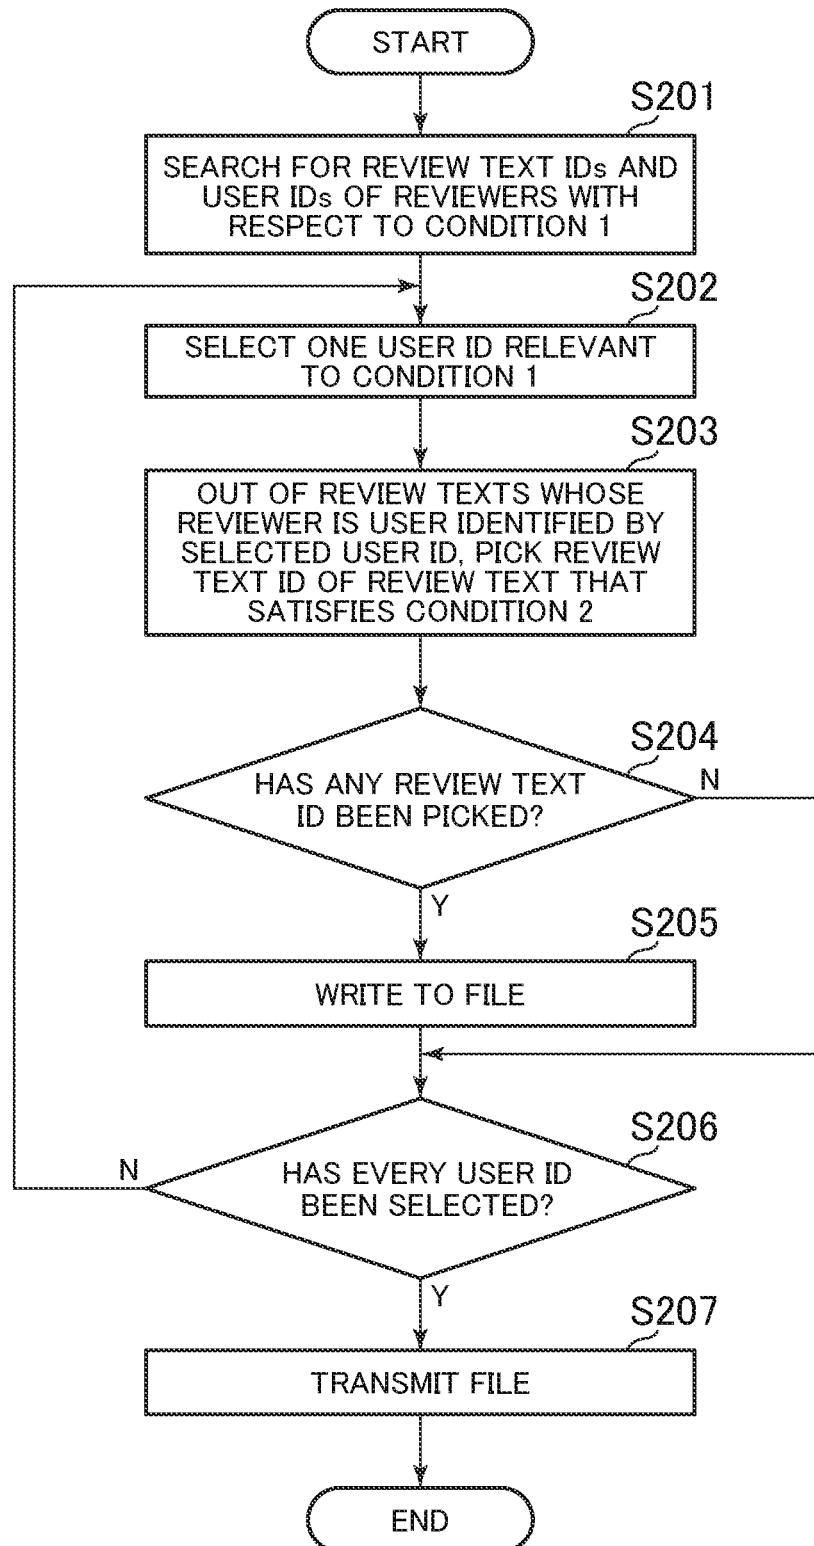 START
S201
SEARCH FOR REVIEW TEXT IDs AND
USER IDs OF REVIEWERS WITH
RESPECT TO CONDITION 1
S202
SELECT ONE USER ID RELEVANT
TO CONDITION 1
S203
OUT OF REVIEW TEXTS WHOSE
REVIEWER IS USER IDENTIFIED BY
SELECTED USER ID, PICK REVIEW
TEXT ID OF REVIEW TEXT THAT
SATISFIES CONDITION 2
S204
HAS ANY REVIEW TEXT
ID BEEN PICKED?
N
Y
S205
WRITE TO FILE
S206
N
HAS EVERY USER ID
BEEN SELECTED?
Y
S207
TRANSMIT FILE
END